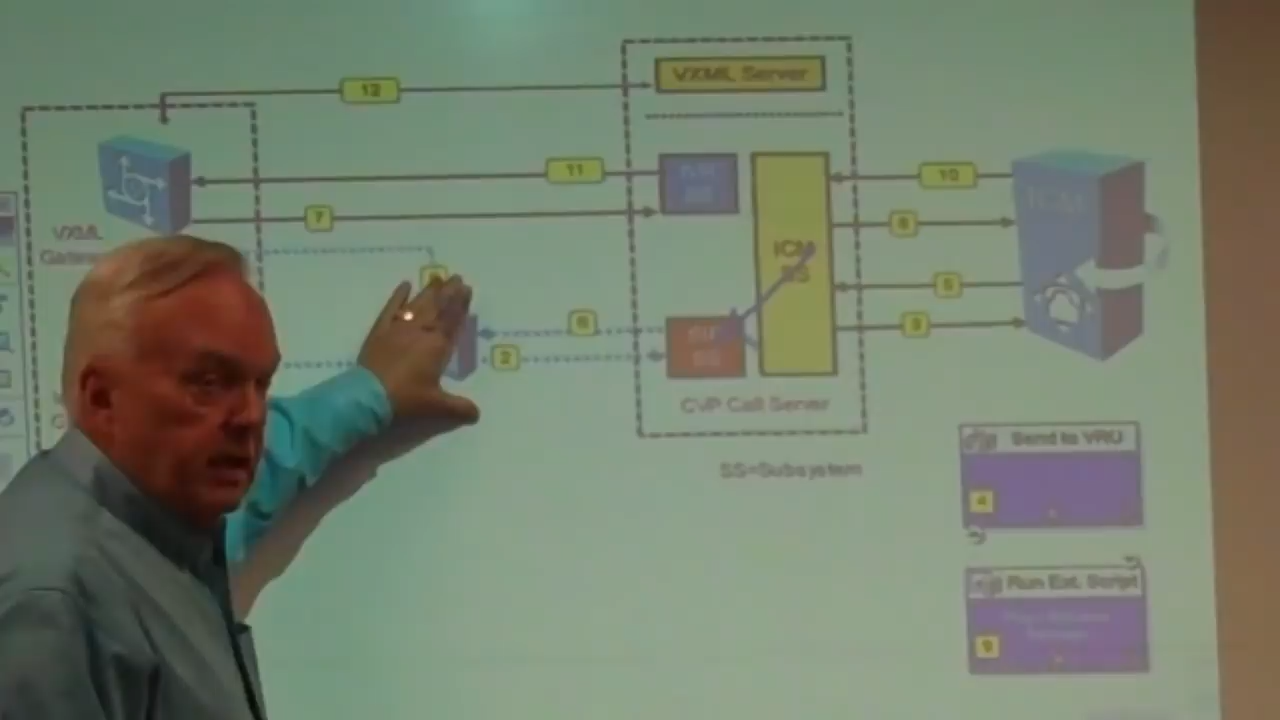 VXML Server
12
11
10
7
8
VXML
ICM
SS
5
6
2
3
CVP Call Server
SS=Subsystem
Send to VRU
4
Run Ext. Script
9